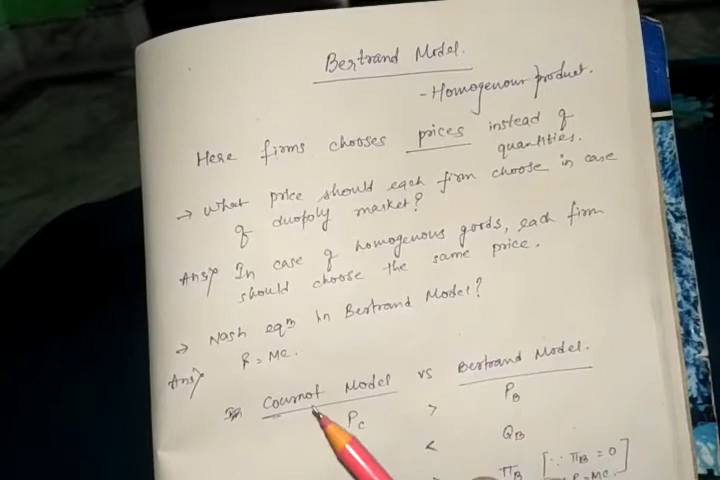 Bertrand Model.
- Homogenous product.
Here firms chooses prices instead of
quantities.
→ What price should each firm choose in case
of duopoly market?
Ans> In case of homogenous goods, each firm
should choose the same price.
→ Nash eqm in Bertrand Model?
Ans> P = MC.
Cournot Model vs Bertrand Model.
Pc > PB
< QB
πB [∵ πB = 0
P = MC.]